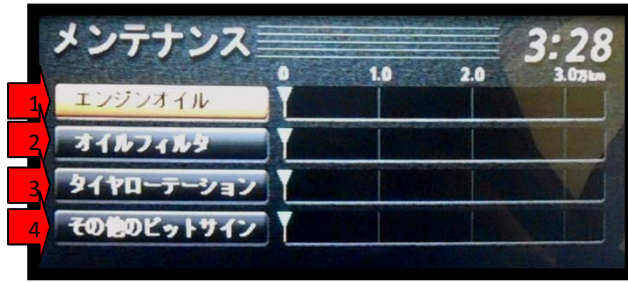 メンテナンス
3:28
0 1.0 2.0 3.0万km
1 エンジンオイル
2 オイルフィルタ
3 タイヤローテーション
4 その他のピットサイン